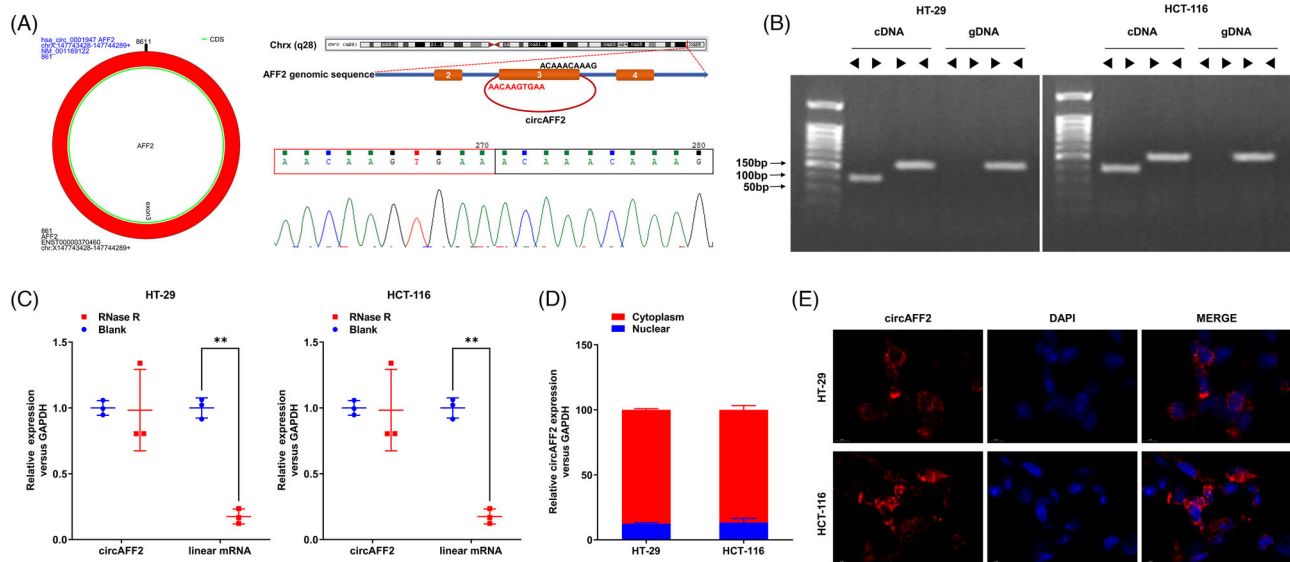 (A)
hsa_circ_0001947 AFF2
chrX:147743428-147744289+
NM_001169122
861
8611
CDS
AFF2
exon3
861
AFF2
ENST00000370460
chr:X147743428-147744289+
Chrx (q28)
AFF2 genomic sequence
2
3
4
ACAAACAAAG
AACAAGTGAA
circAFF2
270
280
A A C A A G T G A A A C A A A C A A A G
(B)
HT-29
HCT-116
cDNA
gDNA
cDNA
gDNA
150bp
100bp
50bp
(C)
HT-29
RNase R
Blank
**
Relative expression
versus GAPDH
1.5
1.0
0.5
0.0
circAFF2
linear mRNA
HCT-116
RNase R
Blank
**
Relative expression
versus GAPDH
1.5
1.0
0.5
0.0
circAFF2
linear mRNA
(D)
Cytoplasm
Nuclear
Relative circAFF2 expression
versus GAPDH
150
100
50
0
HT-29
HCT-116
(E)
circAFF2
DAPI
MERGE
HT-29
HCT-116